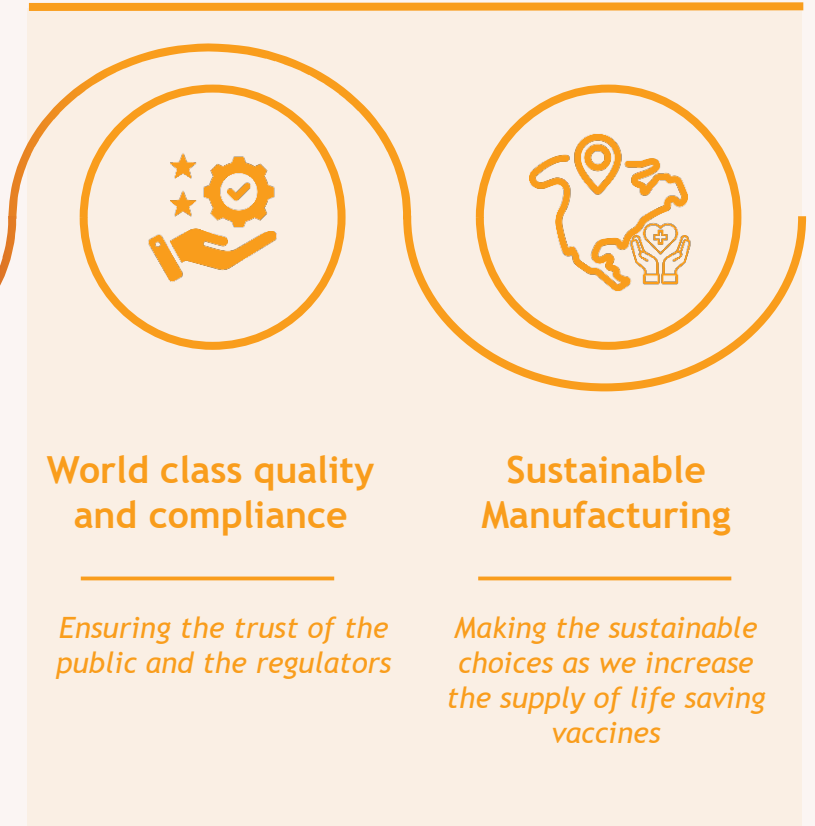 World class quality
and compliance
Ensuring the trust of the
public and the regulators
Sustainable
Manufacturing
Making the sustainable
choices as we increase
the supply of life saving
vaccines